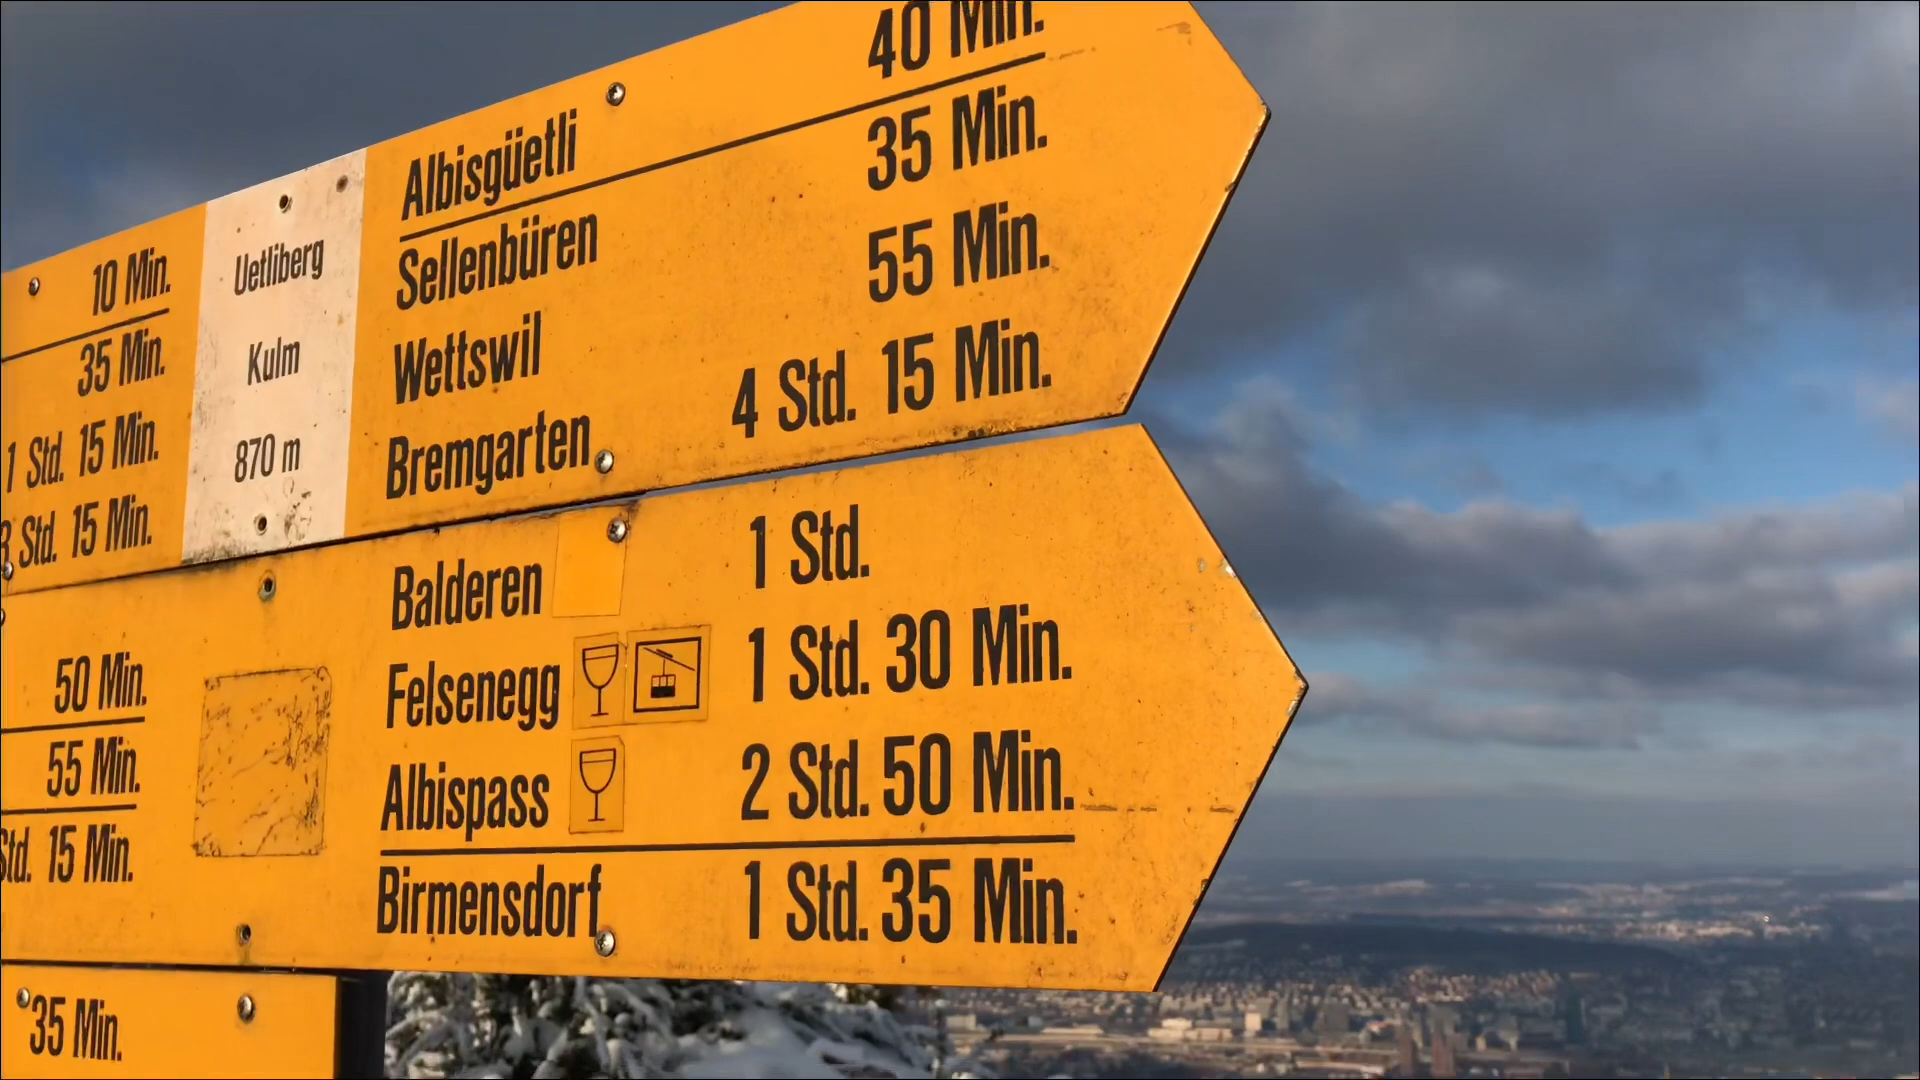 10 Min.
35 Min.
1 Std. 15 Min.
Std. 15 Min.
Uetliberg
Kulm
870 m
Albisgüetli 40 Min.
Sellenbüren 35 Min.
Wettswil 55 Min.
Bremgarten 4 Std. 15 Min.
50 Min.
55 Min.
Std. 15 Min.
Balderen 1 Std.
Felsenegg 1 Std. 30 Min.
Albispass 2 Std. 50 Min.
Birmensdorf 1 Std. 35 Min.
35 Min.